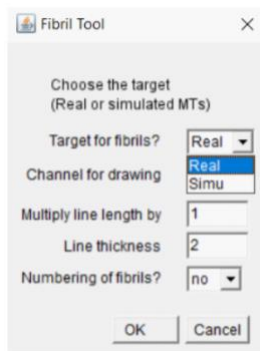 Fibril Tool
Choose the target
(Real or simulated MTs)
Target for fibrils? Real
Real
Simu
Channel for drawing
Multiply line length by 1
Line thickness 2
Numbering of fibrils? no
OK Cancel